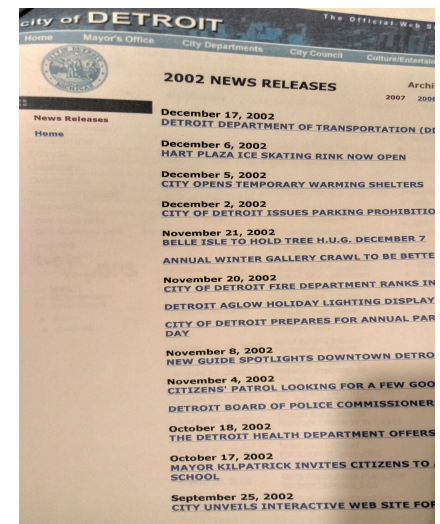 city of DETROIT
The Official Web
Home Mayor's Office City Departments City Council
2002 NEWS RELEASES
2007
News Releases
Home
December 17, 2002
DETROIT DEPARTMENT OF TRANSPORTATION
December 6, 2002
HART PLAZA ICE SKATING RINK NOW OPEN
December 5, 2002
CITY OPENS TEMPORARY WARMING SHELTERS
December 2, 2002
CITY OF DETROIT ISSUES PARKING
November 21, 2002
BELLE ISLE TO HOLD TREE H.U.G. DECEMBER 7
ANNUAL WINTER GALLERY CRAWL TO BE
November 20, 2002
CITY OF DETROIT FIRE DEPARTMENT RANKS IN
DETROIT AGLOW HOLIDAY LIGHTING DISPLAY
CITY OF DETROIT PREPARES FOR ANNUAL
DAY
November 8, 2002
NEW GUIDE SPOTLIGHTS DOWNTOWN
November 4, 2002
CITIZENS' PATROL LOOKING FOR A FEW
DETROIT BOARD OF POLICE
October 18, 2002
THE DETROIT HEALTH DEPARTMENT OFFERS
October 17, 2002
MAYOR KILPATRICK INVITES CITIZENS TO
SCHOOL
September 25, 2002
CITY UNVEILS INTERACTIVE WEB SITE FOR